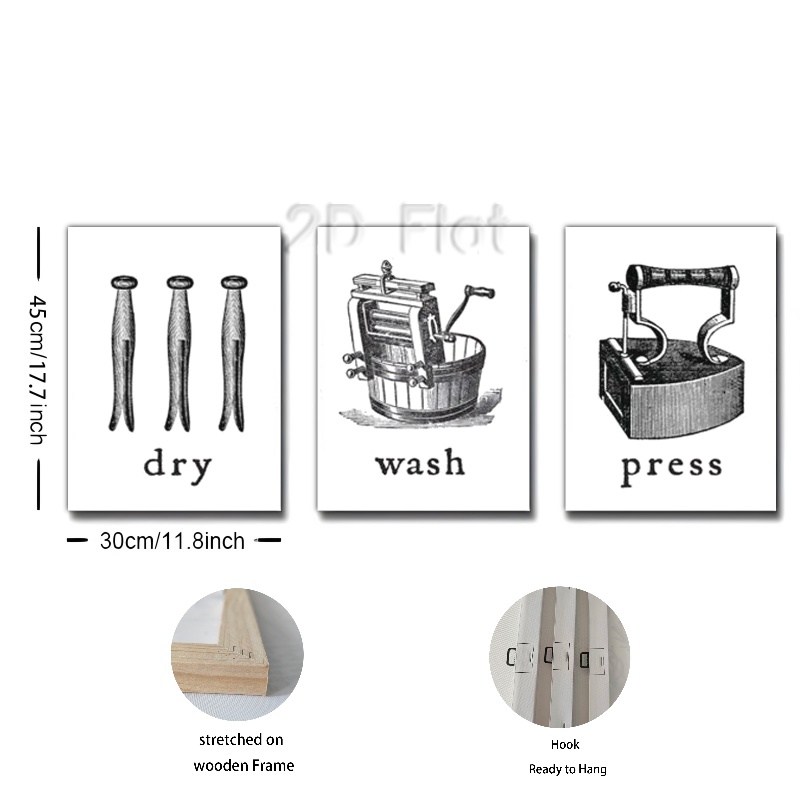 2D Flat
45cm/17.7inch
dry
wash
press
30cm/11.8inch
stretched on
wooden Frame
Hook
Ready to Hang